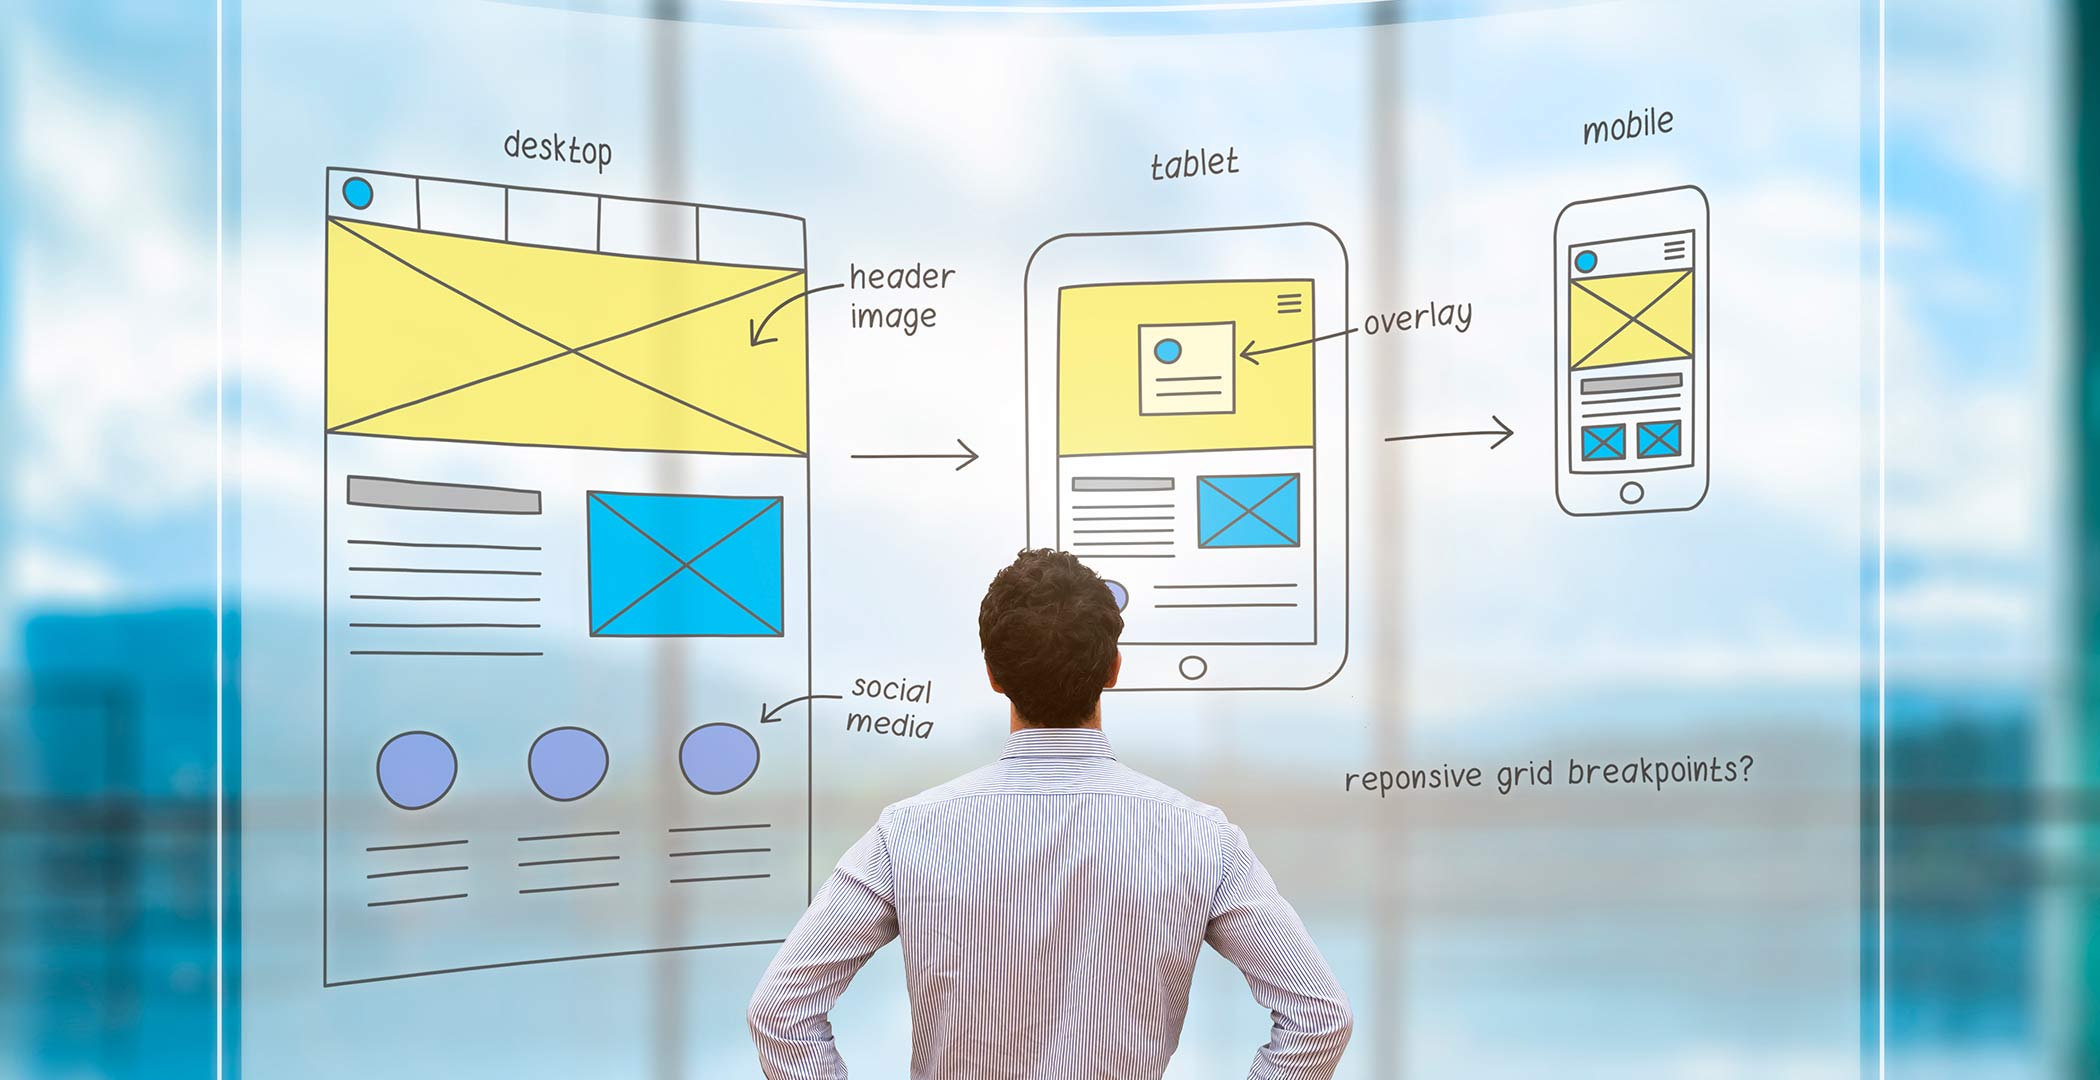 desktop
tablet
mobile
header
image
overlay
social
media
reponsive grid breakpoints?